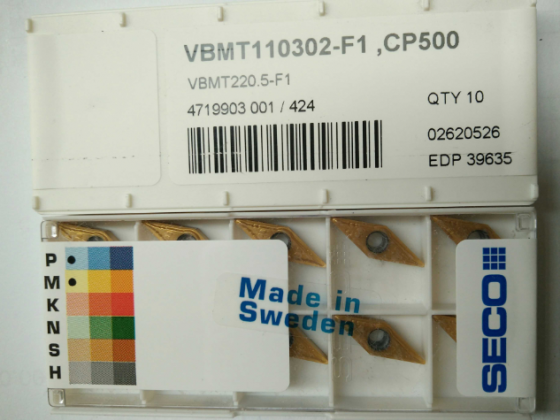 VBMT110302-F1 ,CP500
VBMT220.5-F1
4719903 001 / 424
QTY 10
02620526
EDP 39635
P
M
K
N
S
H
Made in
Sweden
SECO